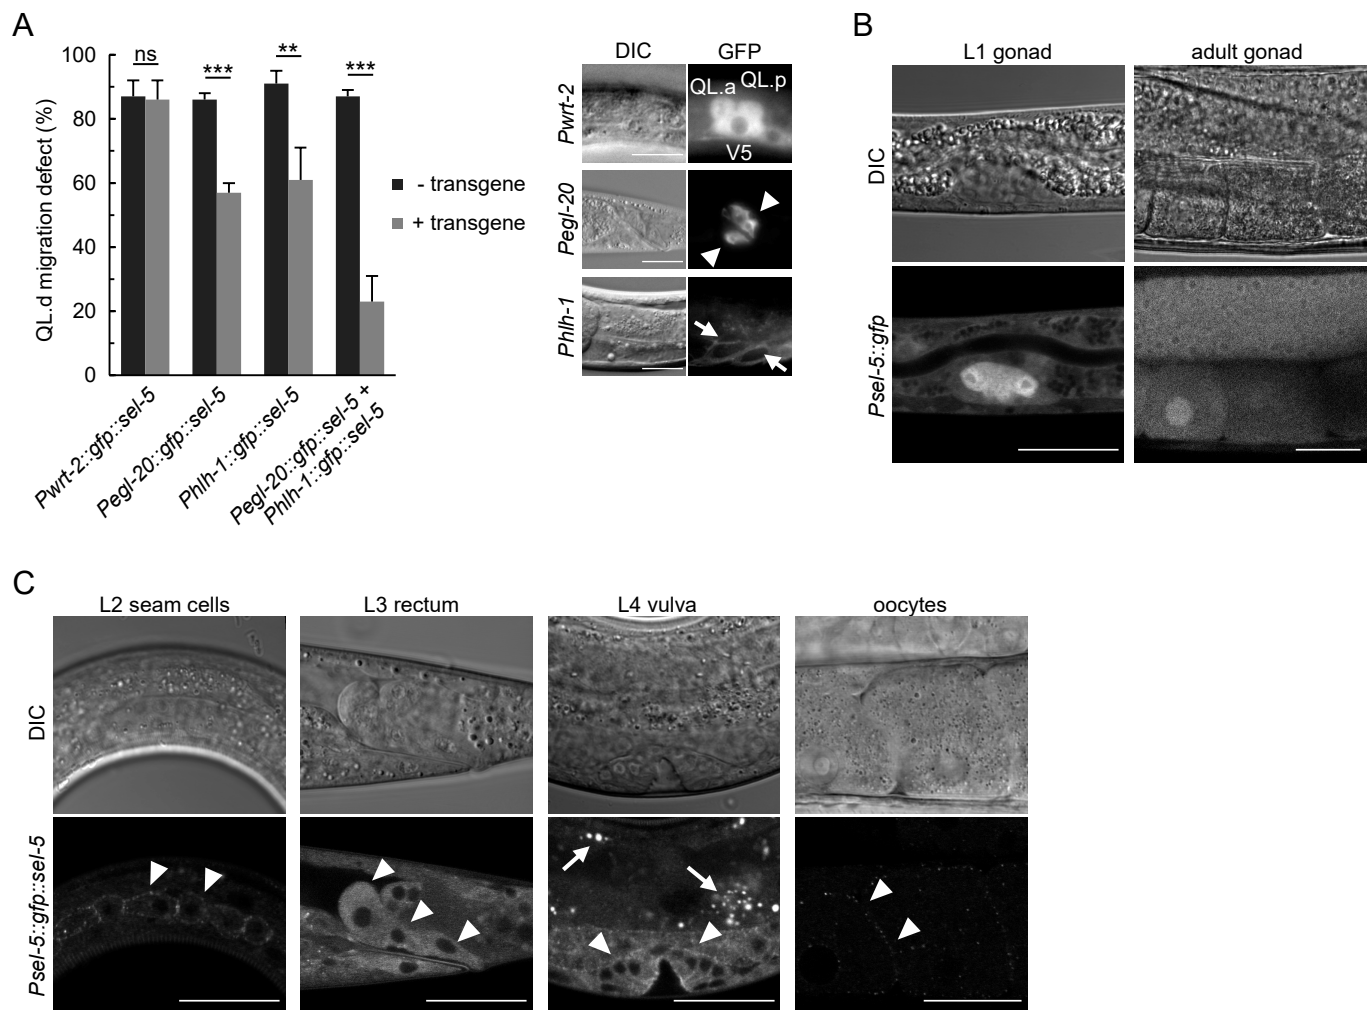 A
100
80
60
40
20
0
QL.d migration defect (%)
ns
***
**
***
- transgene
+ transgene
Pwrt-2::gfp::sel-5
Pegl-20::gfp::sel-5
Phlh-1::gfp::sel-5
Pegl-20::gfp::sel-5 +
Phlh-1::gfp::sel-5
DIC
GFP
Pwrt-2
QL.a
QL.p
V5
Pegl-20
Phlh-1
B
L1 gonad
adult gonad
DIC
Psel-5::gfp
C
L2 seam cells
L3 rectum
L4 vulva
oocytes
DIC
Psel-5::gfp::sel-5